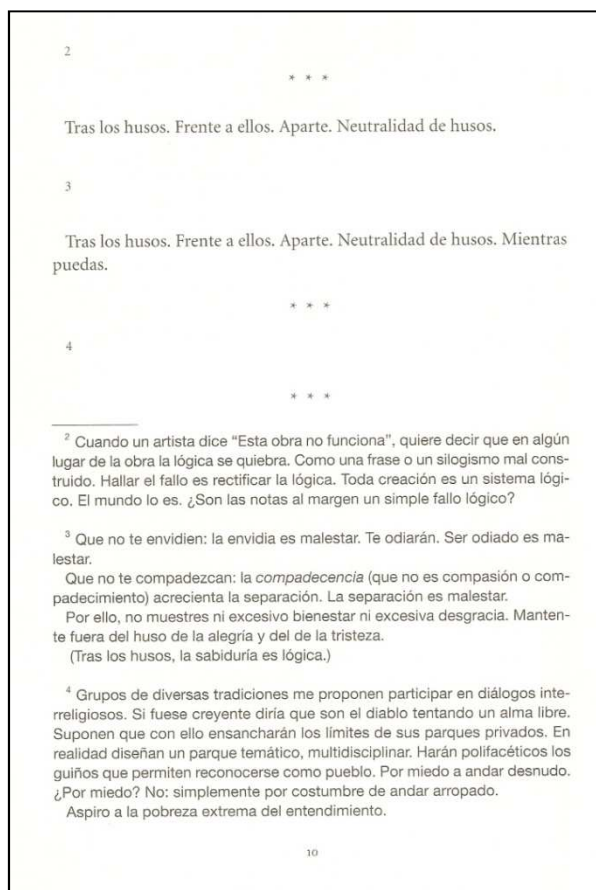 2
* * *
Tras los husos. Frente a ellos. Aparte. Neutralidad de husos.
3
Tras los husos. Frente a ellos. Aparte. Neutralidad de husos. Mientras
puedas.
* * *
4
* * *
2 Cuando un artista dice “Esta obra no funciona”, quiere decir que en algún
lugar de la obra la lógica se quiebra. Como una frase o un silogismo mal cons-
truido. Hallar el fallo es rectificar la lógica. Toda creación es un sistema lógi-
co. El mundo lo es. ¿Son las notas al margen un simple fallo lógico?
3 Que no te envidien: la envidia es malestar. Te odiarán. Ser odiado es ma-
lestar.
Que no te compadezcan: la compadecencia (que no es compasión o com-
padecimiento) acrecienta la separación. La separación es malestar.
Por ello, no muestres ni excesivo bienestar ni excesiva desgracia. Manten-
te fuera del huso de la alegría y del de la tristeza.
(Tras los husos, la sabiduría es lógica.)
4 Grupos de diversas tradiciones me proponen participar en diálogos inte-
rreligiosos. Si fuese creyente diría que son el diablo tentando un alma libre.
Suponen que con ello ensancharán los límites de sus parques privados. En
realidad diseñan un parque temático, multidisciplinar. Harán polifacéticos los
guiños que permiten reconocerse como pueblo. Por miedo a andar desnudo.
¿Por miedo? No: simplemente por costumbre de andar arropado.
Aspiro a la pobreza extrema del entendimiento.
10